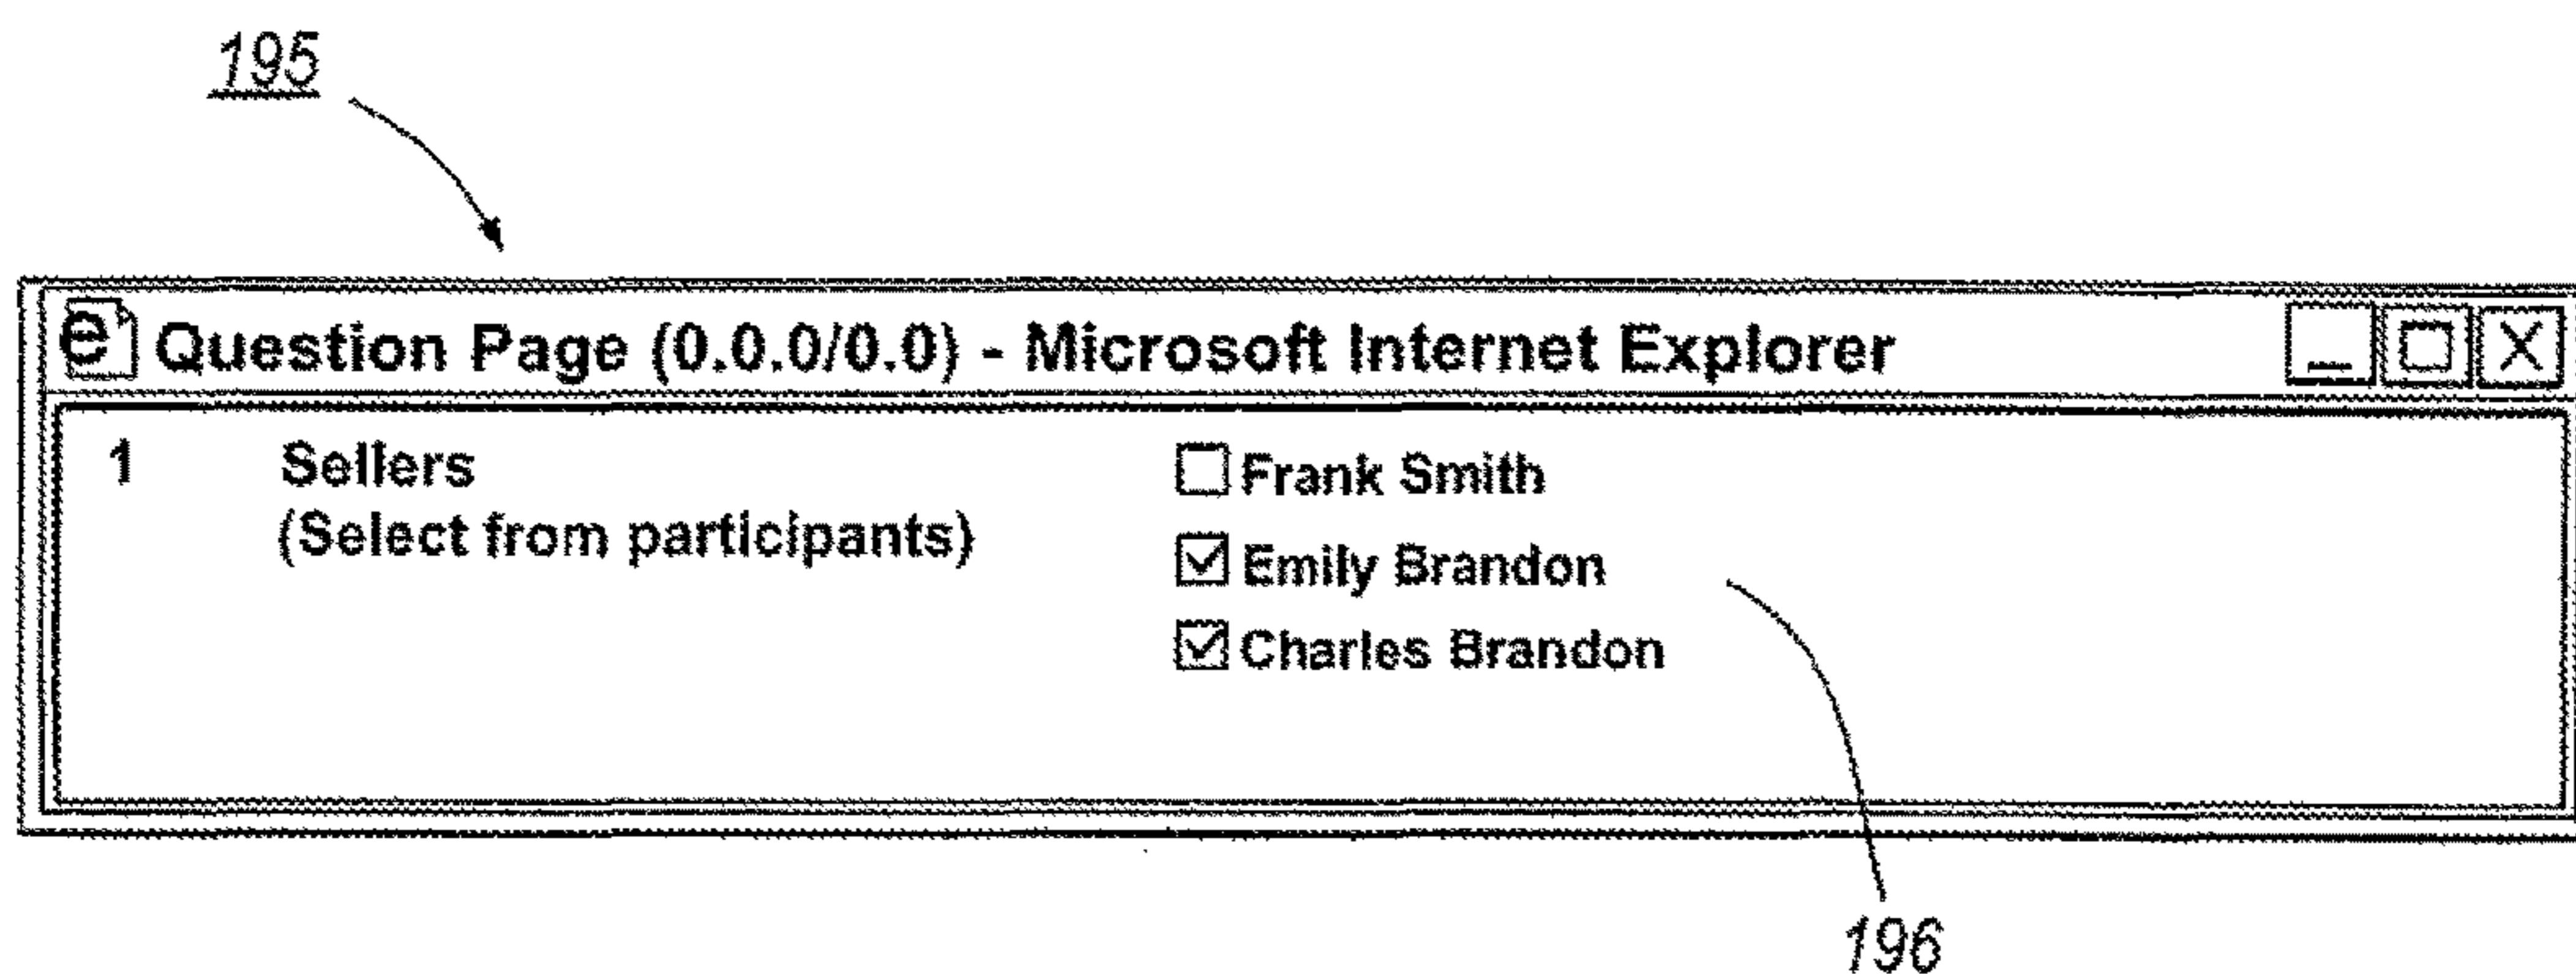 195
Question Page (0.0.0/0.0) - Microsoft Internet Explorer
1 Sellers
(Select from participants)
Frank Smith
Emily Brandon
Charles Brandon
196